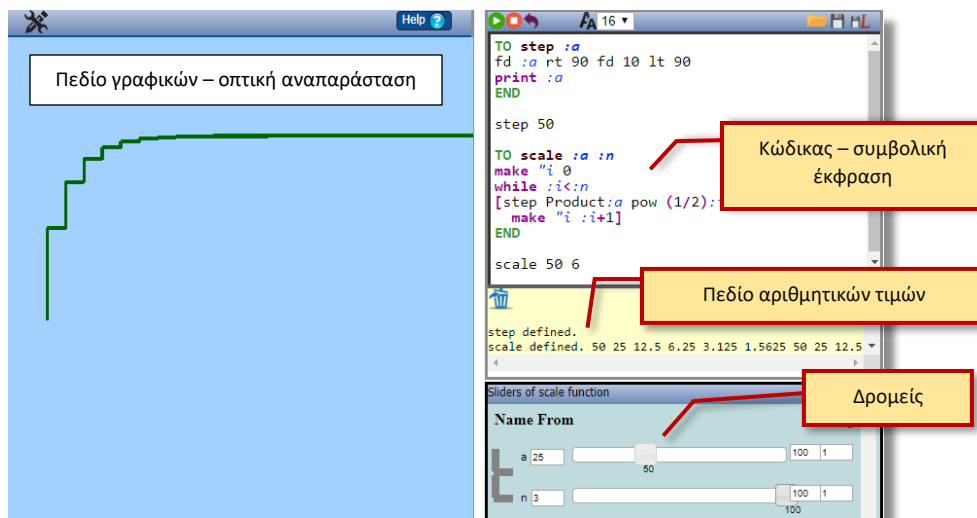 Help ?
Πεδίο γραφικών – οπτική αναπαράσταση
16
L
TO step :a
fd :a rt 90 fd 10 lt 90
print :a
END
step 50
TO scale :a :n
make "i 0
while :i<:n
[step Product:a pow (1/2):
make "i :i+1]
END
scale 50 6
Κώδικας – συμβολική
έκφραση
Πεδίο αριθμητικών τιμών
step defined.
scale defined. 50 25 12.5 6.25 3.125 1.5625 50 25 12.5
Sliders of scale function
Δρομείς
Name From
a 25 50 100 1
n 3 100 100 1